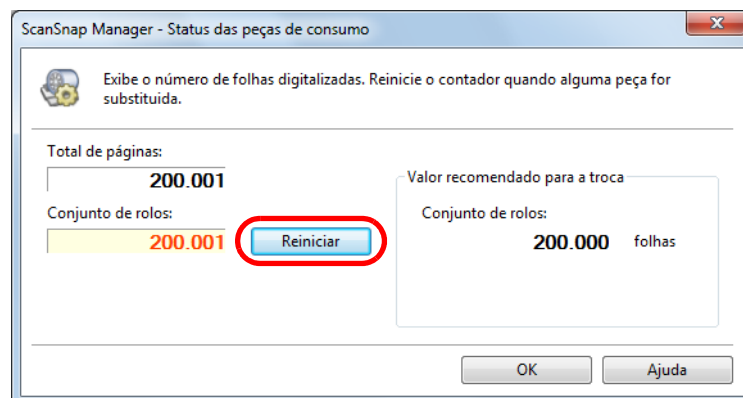 ScanSnap Manager - Status das peças de consumo
Exibe o número de folhas digitalizadas. Reinicie o contador quando alguma peça for
substituida.
Total de páginas:
200.001
Conjunto de rolos:
200.001 Reiniciar
Valor recomendado para a troca
Conjunto de rolos:
200.000 folhas
OK Ajuda